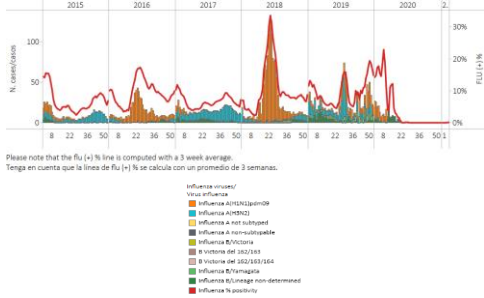 2015 2016 2017 2018 2019 2020 2.
N. cases/casos
100
50
0
30%
20%
10%
0%
FLU (+) %
8 22 36 50 8 22 36 50 8 22 36 50 8 22 36 50 8 22 36 50 8 22 36 50 1
Please note that the flu (+) % line is computed with a 3 week average.
Tenga en cuenta que la línea de flu (+) % se calcula con un promedio de 3 semanas.
Influenza viruses/
Virus influenza
Influenza A(H1N1)pdm09
Influenza A(H3N2)
Influenza A not subtyped
Influenza A non-subtypable
Influenza B/Victoria
B Victoria del 162/163
B Victoria del 162/163/164
Influenza B/Yamagata
Influenza B/Lineage non-determined
Influenza % positivity